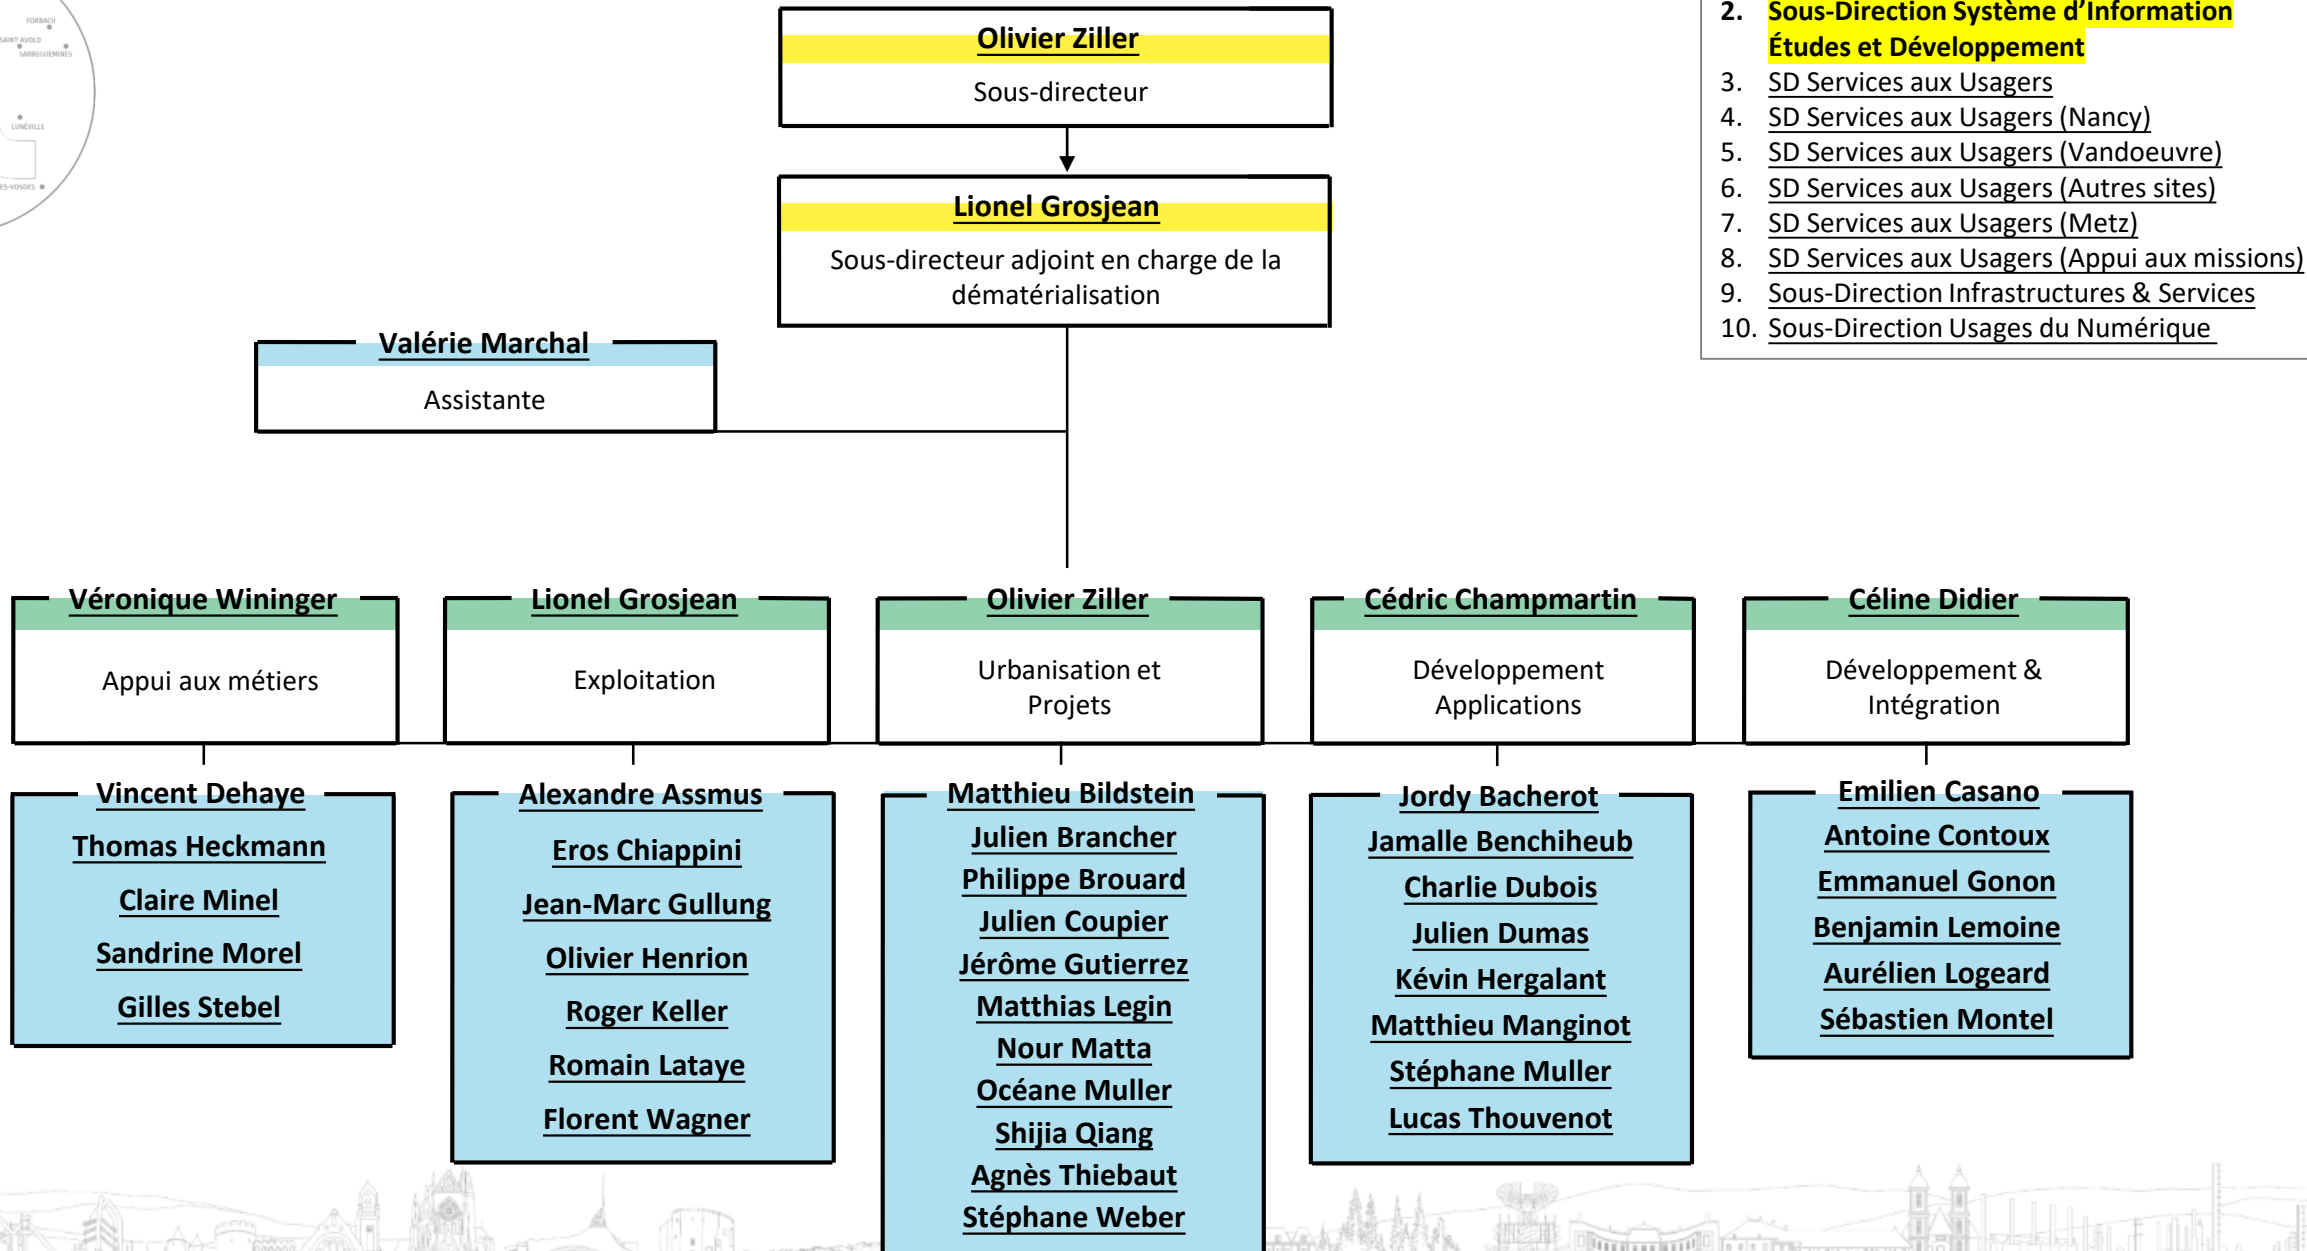 FORBACH
SAINT-AVOLD
SARREGUEMINES
LUNÉVILLE
ES-VOSGES
Olivier Ziller
Sous-directeur
Lionel Grosjean
Sous-directeur adjoint en charge de la
dématérialisation
Valérie Marchal
Assistante
2. Sous-Direction Système d’Information
Études et Développement
3. SD Services aux Usagers
4. SD Services aux Usagers (Nancy)
5. SD Services aux Usagers (Vandoeuvre)
6. SD Services aux Usagers (Autres sites)
7. SD Services aux Usagers (Metz)
8. SD Services aux Usagers (Appui aux missions)
9. Sous-Direction Infrastructures & Services
10. Sous-Direction Usages du Numérique
Véronique Wininger
Appui aux métiers
Vincent Dehaye
Thomas Heckmann
Claire Minel
Sandrine Morel
Gilles Stebel
Lionel Grosjean
Exploitation
Alexandre Assmus
Eros Chiappini
Jean-Marc Gullung
Olivier Henrion
Roger Keller
Romain Lataye
Florent Wagner
Olivier Ziller
Urbanisation et
Projets
Matthieu Bildstein
Julien Brancher
Philippe Brouard
Julien Coupier
Jérôme Gutierrez
Matthias Legin
Nour Matta
Océane Muller
Shijia Qiang
Agnès Thiebaut
Stéphane Weber
Cédric Champmartin
Développement
Applications
Jordy Bacherot
Jamalle Benchiheub
Charlie Dubois
Julien Dumas
Kévin Hergalant
Matthieu Manginot
Stéphane Muller
Lucas Thouvenot
Céline Didier
Développement &
Intégration
Emilien Casano
Antoine Contoux
Emmanuel Gonon
Benjamin Lemoine
Aurélien Logeard
Sébastien Montel